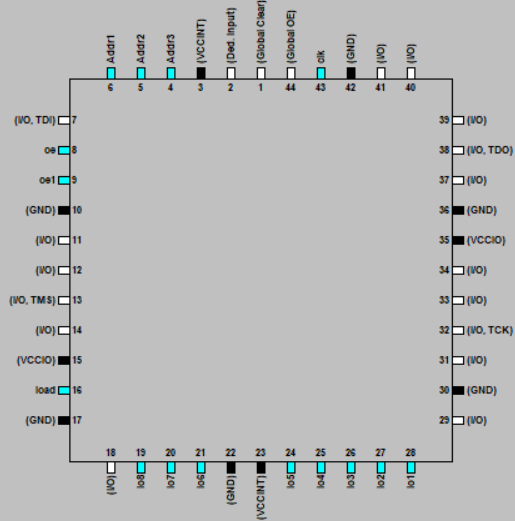 Addr1
Addr2
Addr3
(VCCINT)
(Ded. Input)
(Global Clear)
(Global OE)
clk
(GND)
(I/O)
(I/O)
6 5 4 3 2 1 44 43 42 41 40
(I/O, TDI) 7
oe 8
oe1 9
(GND) 10
(I/O) 11
(I/O) 12
(I/O, TMS) 13
(I/O) 14
(VCCIO) 15
load 16
(GND) 17
39 (I/O)
38 (I/O, TDO)
37 (I/O)
36 (GND)
35 (VCCIO)
34 (I/O)
33 (I/O)
32 (I/O, TCK)
31 (I/O)
30 (GND)
29 (I/O)
18 19 20 21 22 23 24 25 26 27 28
(I/O)
Io8
Io7
Io6
(GND)
(VCCINT)
Io5
Io4
Io3
Io2
Io1